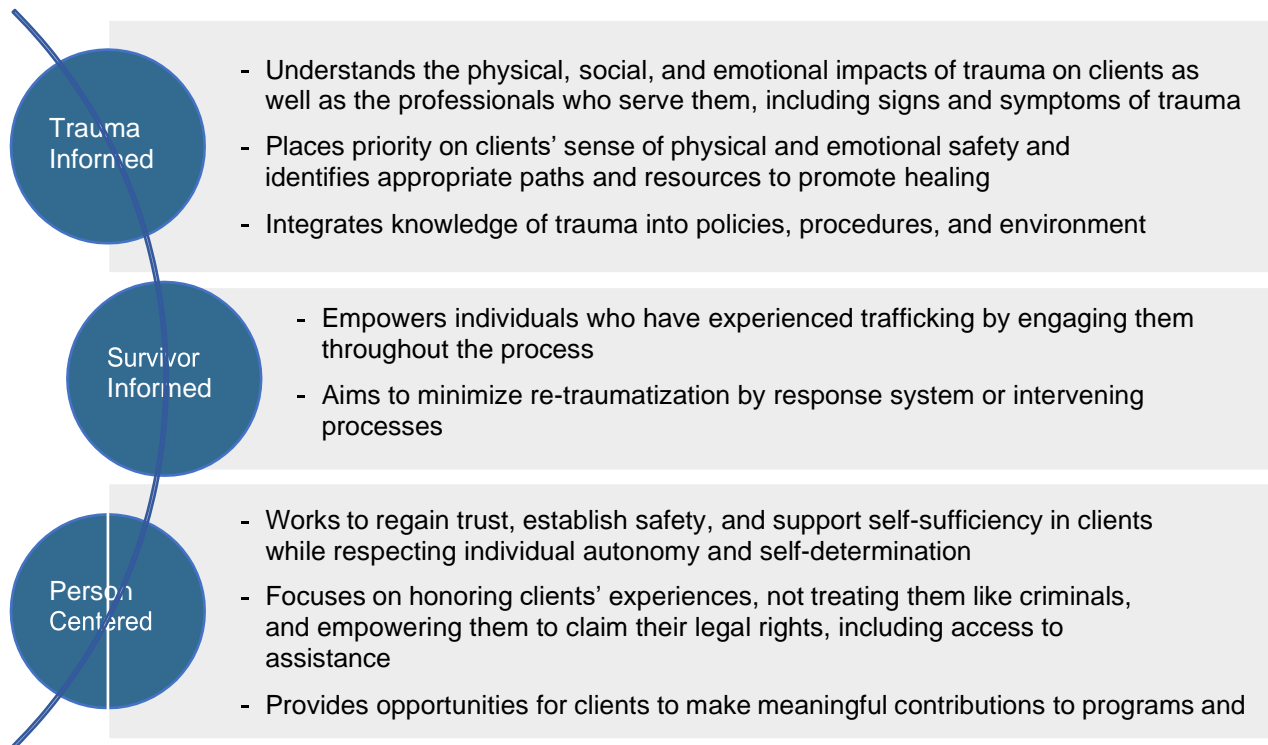 Trauma
Informed
- Understands the physical, social, and emotional impacts of trauma on clients as
well as the professionals who serve them, including signs and symptoms of trauma
- Places priority on clients’ sense of physical and emotional safety and
identifies appropriate paths and resources to promote healing
- Integrates knowledge of trauma into policies, procedures, and environment
Survivor
Informed
- Empowers individuals who have experienced trafficking by engaging them
throughout the process
- Aims to minimize re-traumatization by response system or intervening
processes
Person
Centered
- Works to regain trust, establish safety, and support self-sufficiency in clients
while respecting individual autonomy and self-determination
- Focuses on honoring clients’ experiences, not treating them like criminals,
and empowering them to claim their legal rights, including access to
assistance
- Provides opportunities for clients to make meaningful contributions to programs and